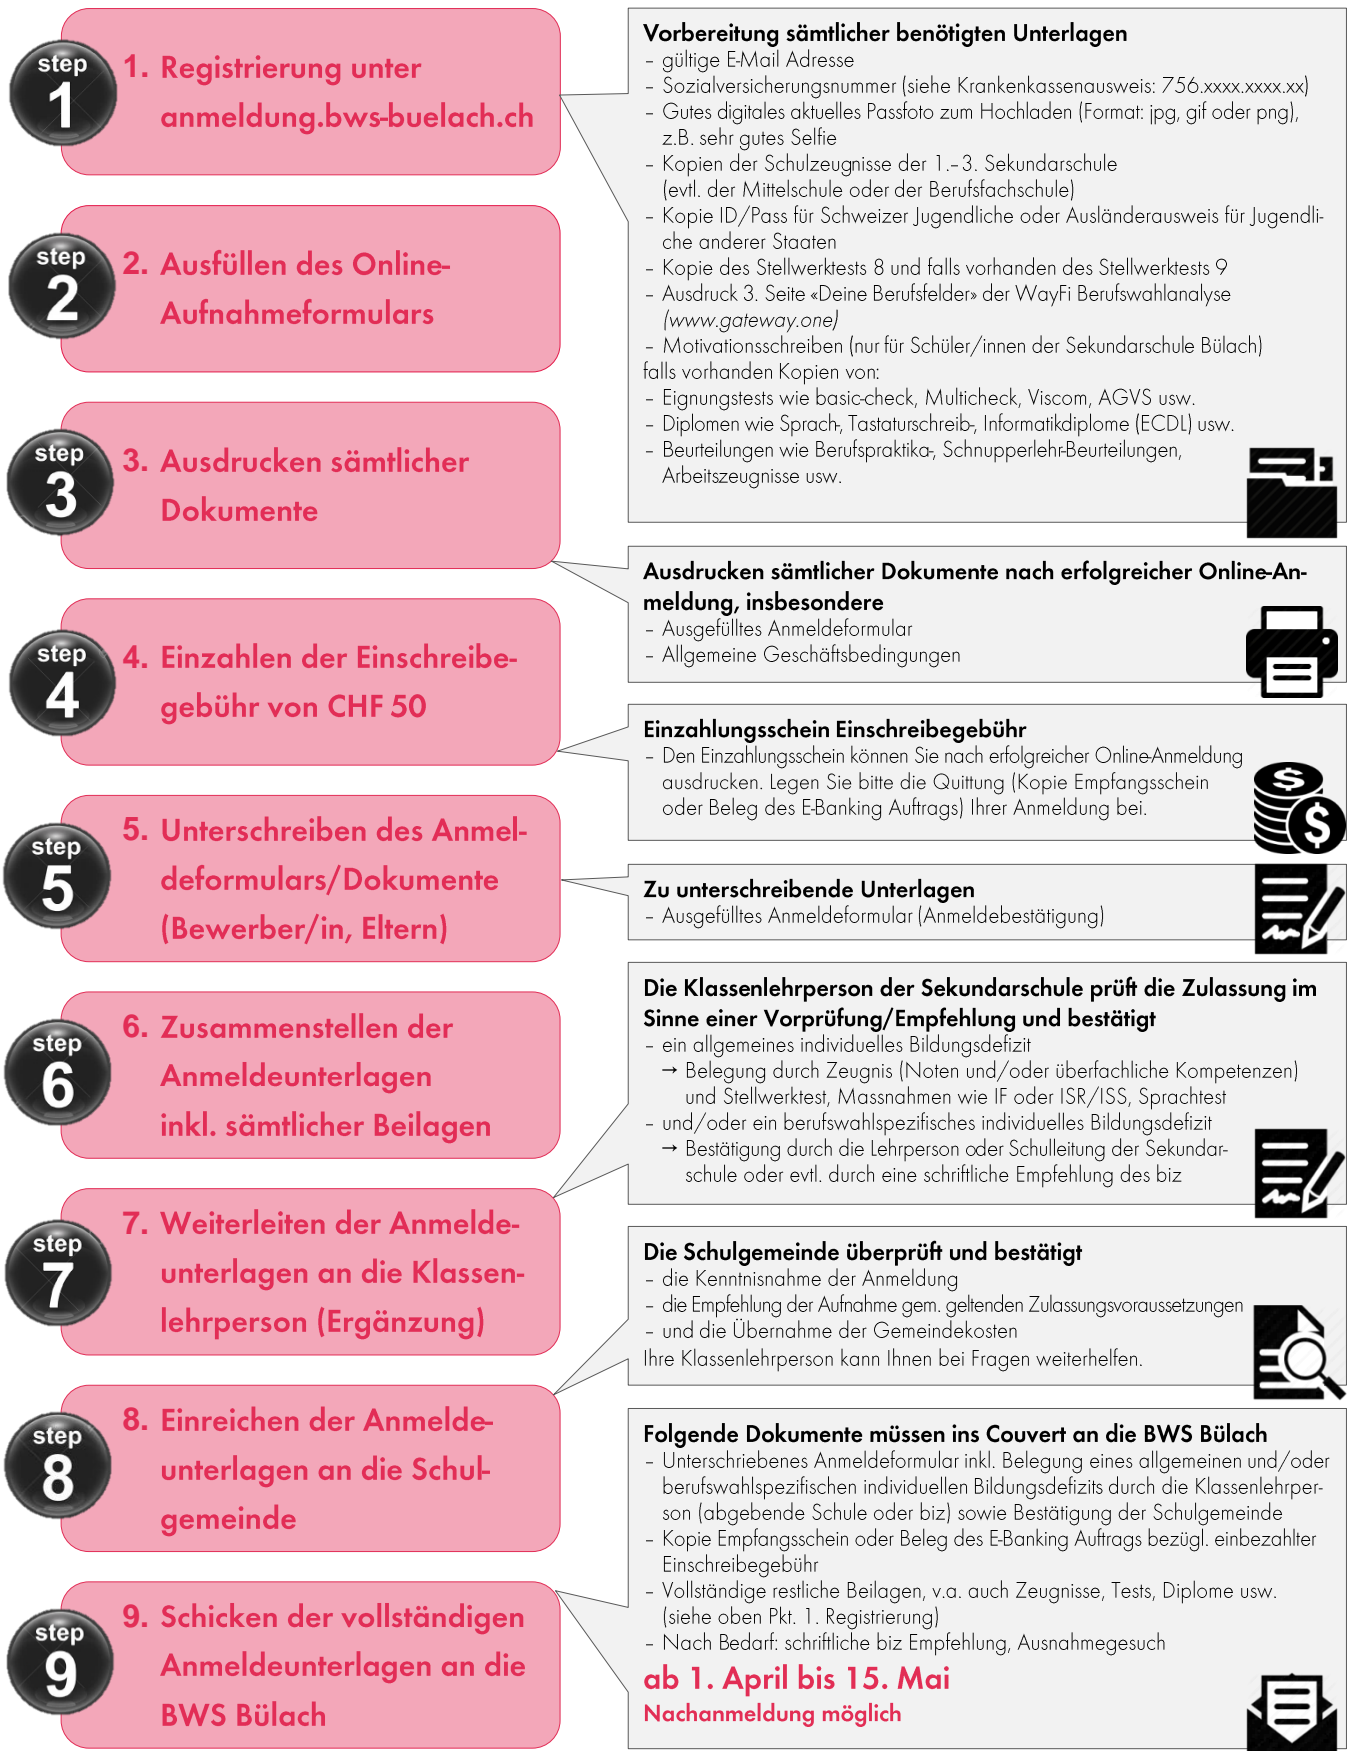 step
1
1. Registrierung unter
anmeldung.bws-buelach.ch
Vorbereitung sämtlicher benötigten Unterlagen
– gültige E-Mail Adresse
– Sozialversicherungsnummer (siehe Krankenkassenausweis: 756.xxxx.xxxx.xx)
– Gutes digitales aktuelles Passfoto zum Hochladen (Format: jpg, gif oder png),
z.B. sehr gutes Selfie
– Kopien der Schulzeugnisse der 1.–3. Sekundarschule
(evtl. der Mittelschule oder der Berufsfachschule)
– Kopie ID/Pass für Schweizer Jugendliche oder Ausländerausweis für Jugendli-
che anderer Staaten
– Kopie des Stellwerktests 8 und falls vorhanden des Stellwerktests 9
– Ausdruck 3. Seite «Deine Berufsfelder» der WayFi Berufswahlanalyse
(www.gateway.one)
– Motivationsschreiben (nur für Schüler/innen der Sekundarschule Bülach)
falls vorhanden Kopien von:
– Eignungstests wie basic-check, Multicheck, Viscom, AGVS usw.
– Diplomen wie Sprach-, Tastaturschreib-, Informatikdiplome (ECDL) usw.
– Beurteilungen wie Berufspraktika-, Schnupperlehr-Beurteilungen,
Arbeitszeugnisse usw.
step
2
2. Ausfüllen des Online-
Aufnahmeformulars
step
3
3. Ausdrucken sämtlicher
Dokumente
Ausdrucken sämtlicher Dokumente nach erfolgreicher Online-An-
meldung, insbesondere
– Ausgefülltes Anmeldeformular
– Allgemeine Geschäftsbedingungen
step
4
4. Einzahlen der Einschreibe-
gebühr von CHF 50
Einzahlungsschein Einschreibegebühr
– Den Einzahlungsschein können Sie nach erfolgreicher Online-Anmeldung
ausdrucken. Legen Sie bitte die Quittung (Kopie Empfangsschein
oder Beleg des E-Banking Auftrags) Ihrer Anmeldung bei.
$
$
step
5
5. Unterschreiben des Anmel-
deformulars/Dokumente
(Bewerber/in, Eltern)
Zu unterschreibende Unterlagen
– Ausgefülltes Anmeldeformular (Anmeldebestätigung)
step
6
6. Zusammenstellen der
Anmeldeunterlagen
inkl. sämtlicher Beilagen
step
7
7. Weiterleiten der Anmelde-
unterlagen an die Klassen-
lehrperson (Ergänzung)
Die Klassenlehrperson der Sekundarschule prüft die Zulassung im
Sinne einer Vorprüfung/Empfehlung und bestätigt
– ein allgemeines individuelles Bildungsdefizit
→ Belegung durch Zeugnis (Noten und/oder überfachliche Kompetenzen)
und Stellwerktest, Massnahmen wie IF oder ISR/ISS, Sprachtest
– und/oder ein berufswahlspezifisches individuelles Bildungsdefizit
→ Bestätigung durch die Lehrperson oder Schulleitung der Sekundar-
schule oder evtl. durch eine schriftliche Empfehlung des biz
step
8
8. Einreichen der Anmelde-
unterlagen an die Schul-
gemeinde
Die Schulgemeinde überprüft und bestätigt
– die Kenntnisnahme der Anmeldung
– die Empfehlung der Aufnahme gem. geltenden Zulassungsvoraussetzungen
– und die Übernahme der Gemeindekosten
Ihre Klassenlehrperson kann Ihnen bei Fragen weiterhelfen.
step
9
9. Schicken der vollständigen
Anmeldeunterlagen an die
BWS Bülach
Folgende Dokumente müssen ins Couvert an die BWS Bülach
– Unterschriebenes Anmeldeformular inkl. Belegung eines allgemeinen und/oder
berufswahlspezifischen individuellen Bildungsdefizits durch die Klassenlehrper-
son (abgebende Schule oder biz) sowie Bestätigung der Schulgemeinde
– Kopie Empfangsschein oder Beleg des E-Banking Auftrags bezügl. einbezahlter
Einschreibegebühr
– Vollständige restliche Beilagen, v.a. auch Zeugnisse, Tests, Diplome usw.
(siehe oben Pkt. 1. Registrierung)
– Nach Bedarf: schriftliche biz Empfehlung, Ausnahmegesuch
ab 1. April bis 15. Mai
Nachanmeldung möglich